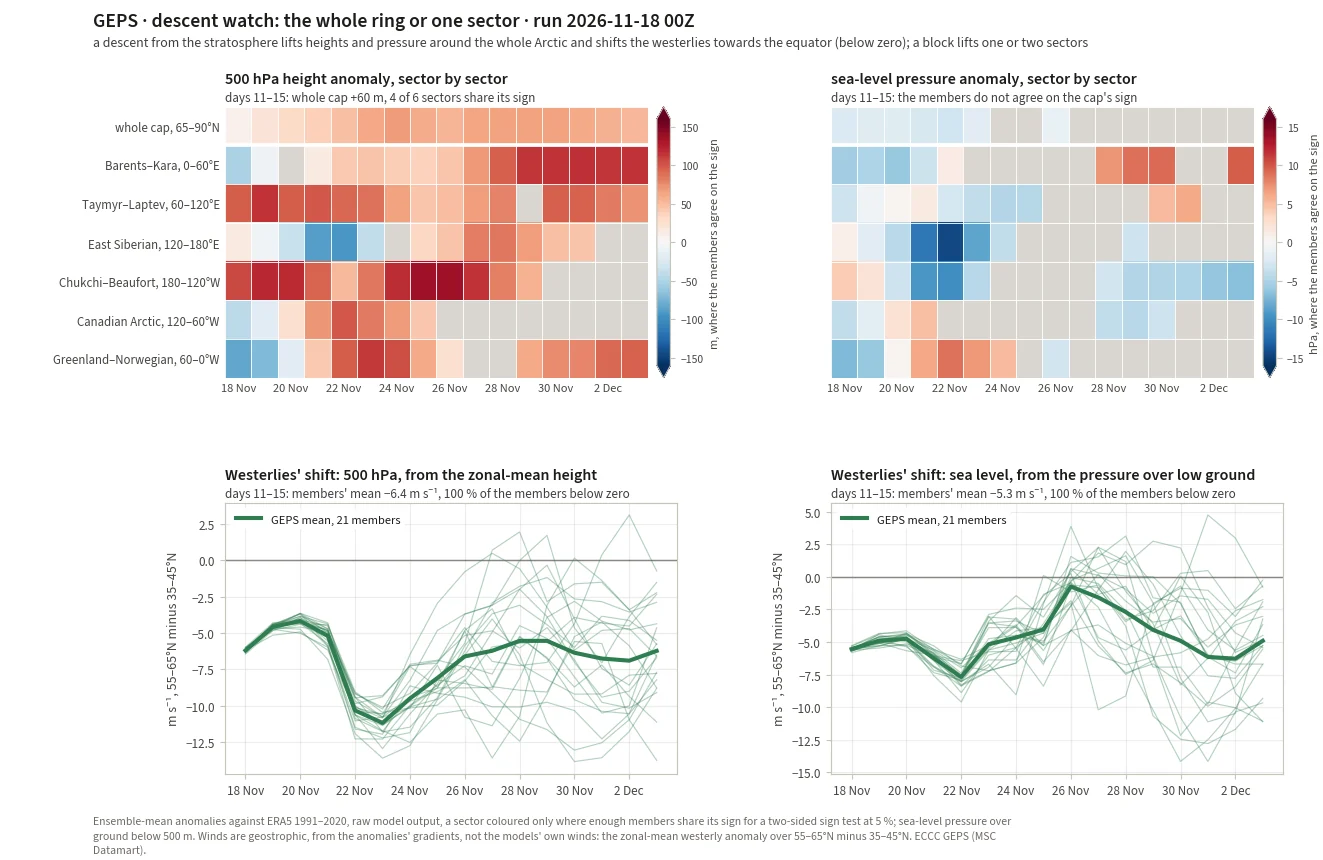 GEPS · descent watch: the whole ring or one sector · run 2026-11-18 00Z
a descent from the stratosphere lifts heights and pressure around the whole Arctic and shifts the westerlies towards the equator (below zero); a block lifts one or two sectors
500 hPa height anomaly, sector by sector
days 11–15: whole cap +60 m, 4 of 6 sectors share its sign
whole cap, 65–90°N
Barents–Kara, 0–60°E
Taymyr–Laptev, 60–120°E
East Siberian, 120–180°E
Chukchi–Beaufort, 180–120°W
Canadian Arctic, 120–60°W
Greenland–Norwegian, 60–0°W
18 Nov 20 Nov 22 Nov 24 Nov 26 Nov 28 Nov 30 Nov 2 Dec
150
100
50
0
−50
−100
−150
m, where the members agree on the sign
sea-level pressure anomaly, sector by sector
days 11–15: the members do not agree on the cap's sign
18 Nov 20 Nov 22 Nov 24 Nov 26 Nov 28 Nov 30 Nov 2 Dec
15
10
5
0
−5
−10
−15
hPa, where the members agree on the sign
Westerlies' shift: 500 hPa, from the zonal-mean height
days 11–15: members' mean −6.4 m s⁻¹, 100 % of the members below zero
GEPS mean, 21 members
2.5
0.0
−2.5
−5.0
−7.5
−10.0
−12.5
m s⁻¹, 55–65°N minus 35–45°N
18 Nov 20 Nov 22 Nov 24 Nov 26 Nov 28 Nov 30 Nov 2 Dec
Westerlies' shift: sea level, from the pressure over low ground
days 11–15: members' mean −5.3 m s⁻¹, 100 % of the members below zero
GEPS mean, 21 members
5.0
2.5
0.0
−2.5
−5.0
−7.5
−10.0
−12.5
−15.0
m s⁻¹, 55–65°N minus 35–45°N
18 Nov 20 Nov 22 Nov 24 Nov 26 Nov 28 Nov 30 Nov 2 Dec
Ensemble-mean anomalies against ERA5 1991–2020, raw model output, a sector coloured only where enough members share its sign for a two-sided sign test at 5 %; sea-level pressure over
ground below 500 m. Winds are geostrophic, from the anomalies' gradients, not the models' own winds: the zonal-mean westerly anomaly over 55–65°N minus 35–45°N. ECCC GEPS (MSC
Datamart).